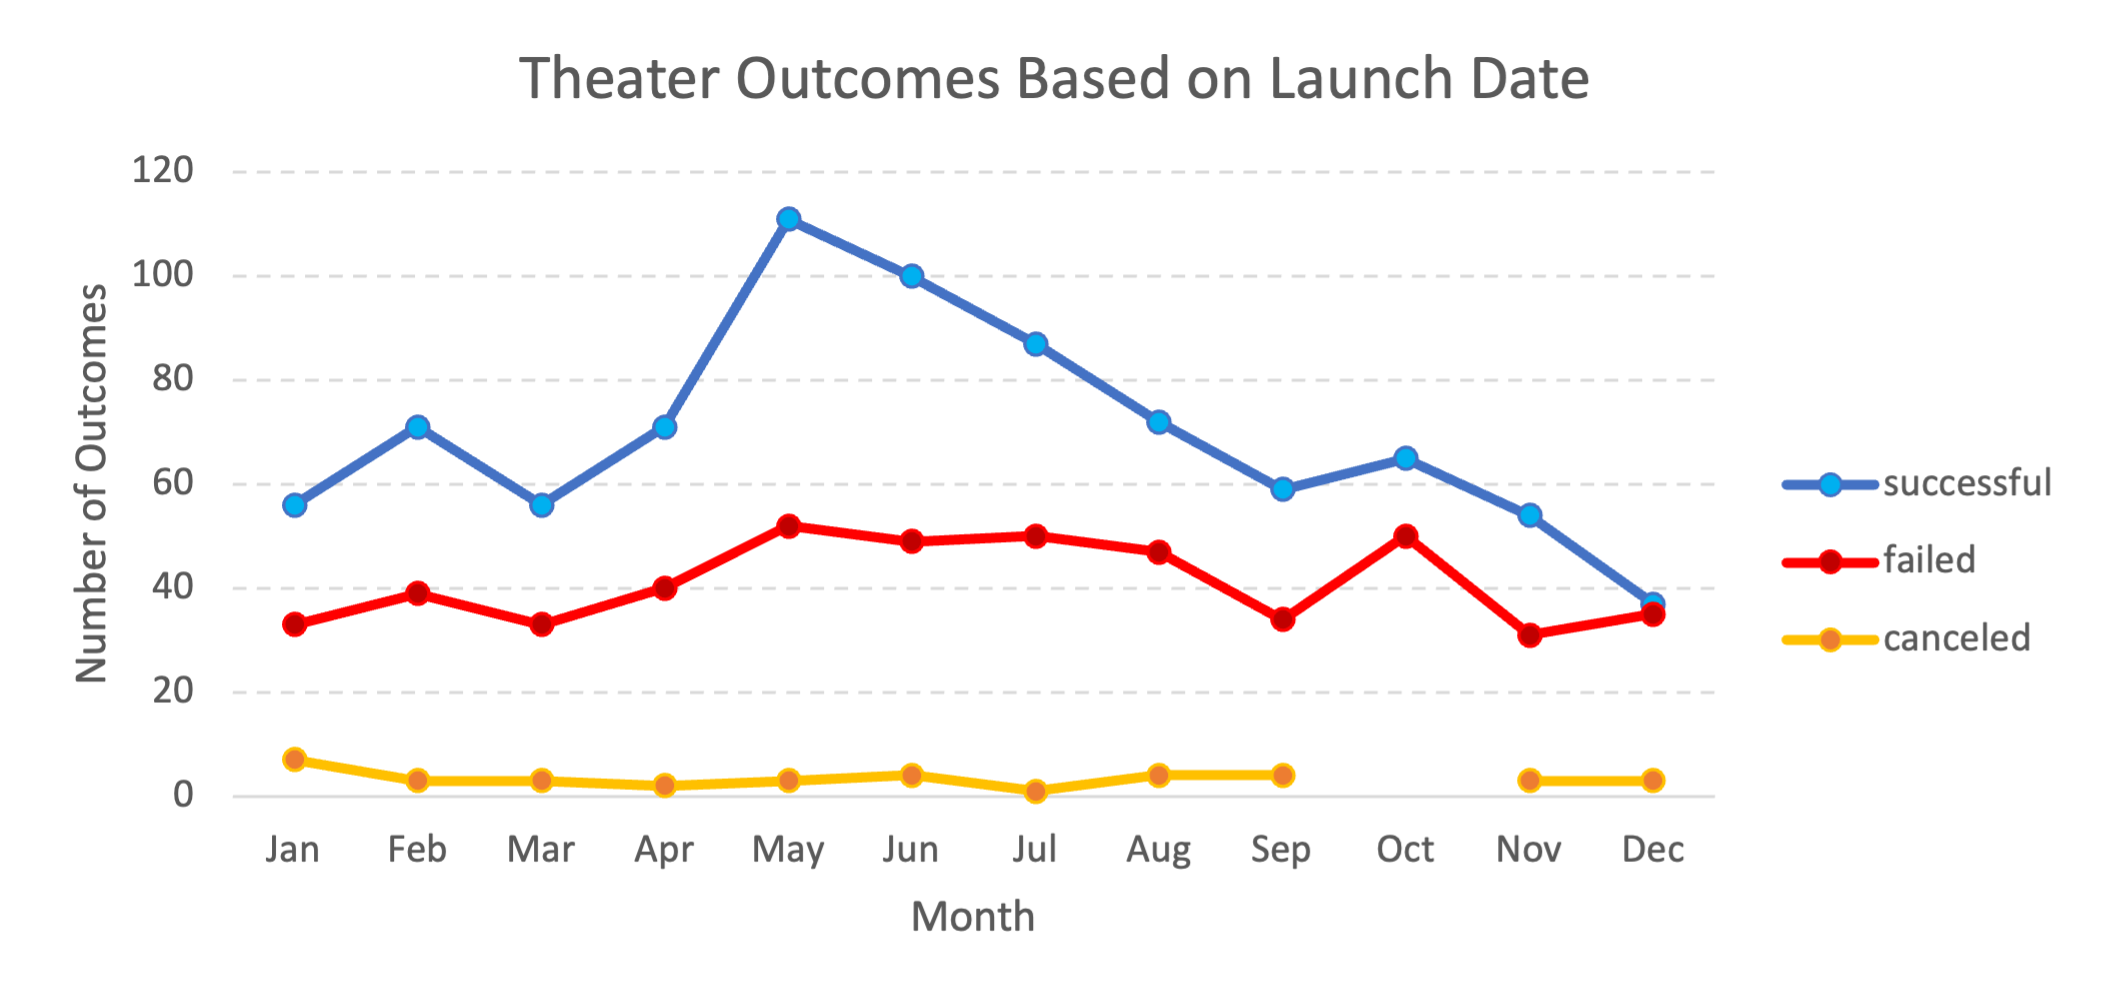 Theater Outcomes Based on Launch Date
Number of Outcomes
120
100
80
60
40
20
0
Jan Feb Mar Apr May Jun Jul Aug Sep Oct Nov Dec
Month
successful
failed
canceled